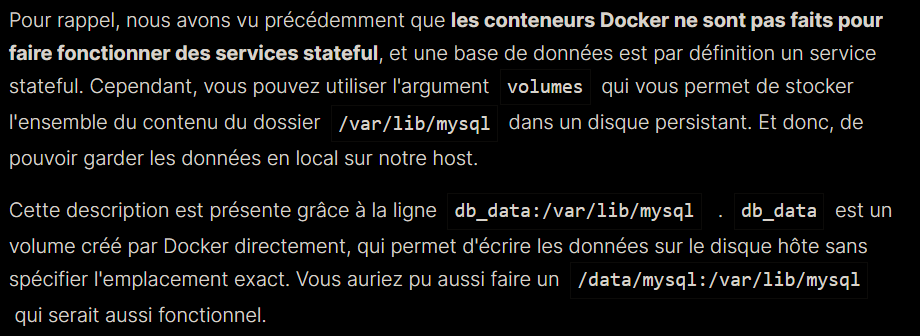 Pour rappel, nous avons vu précédemment que les conteneurs Docker ne sont pas faits pour
faire fonctionner des services stateful, et une base de données est par définition un service
stateful. Cependant, vous pouvez utiliser l'argument volumes qui vous permet de stocker
l'ensemble du contenu du dossier /var/lib/mysql dans un disque persistant. Et donc, de
pouvoir garder les données en local sur notre host.
Cette description est présente grâce à la ligne db_data:/var/lib/mysql . db_data est un
volume créé par Docker directement, qui permet d'écrire les données sur le disque hôte sans
spécifier l'emplacement exact. Vous auriez pu aussi faire un /data/mysql:/var/lib/mysql
qui serait aussi fonctionnel.